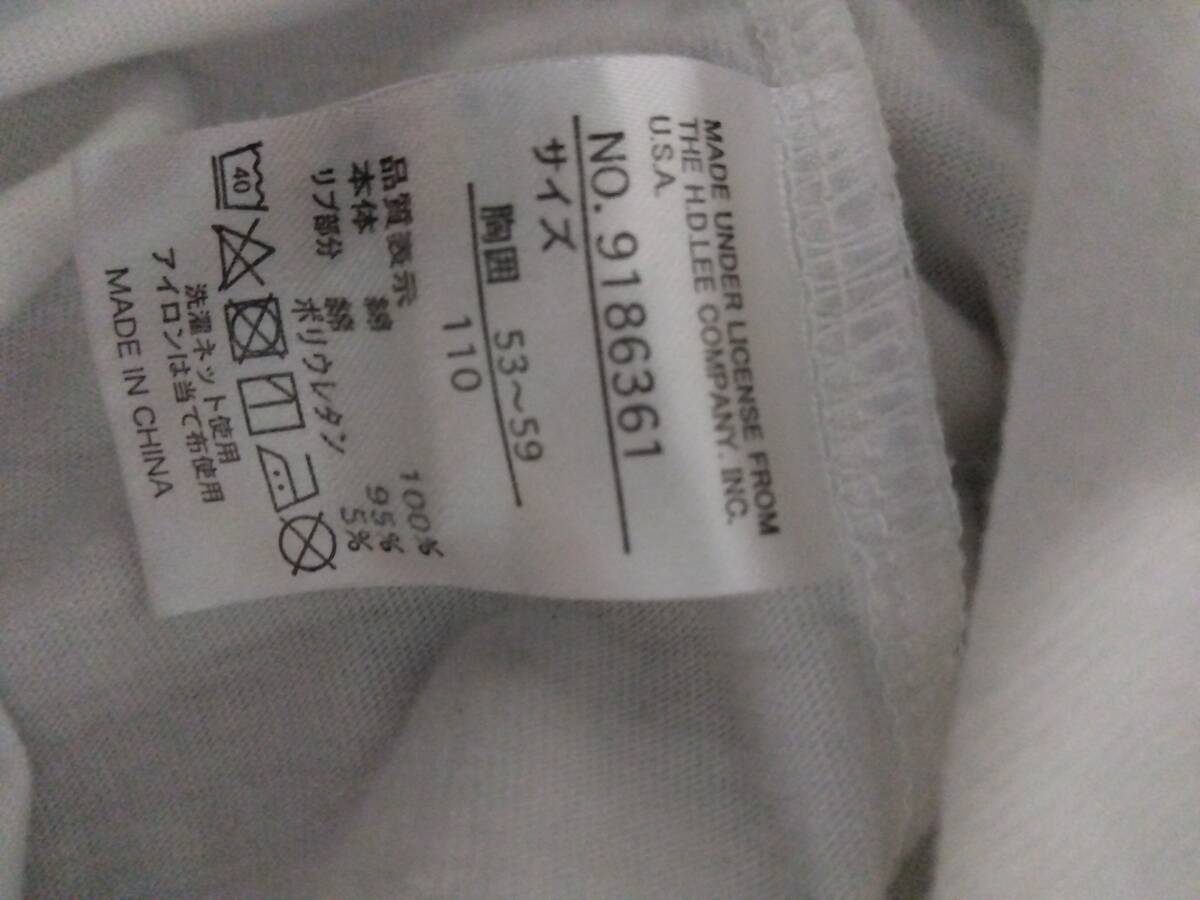 MADE UNDER LICENSE FROM
THE H.D.LEE COMPANY. INC.
U.S.A.
NO. 9186361
サイズ
胸囲 53〜59
110
品質表示
本体 綿 100%
リブ部分 綿 95%
ポリウレタン 5%
40
洗濯ネット使用
アイロンは当て布使用
MADE IN CHINA